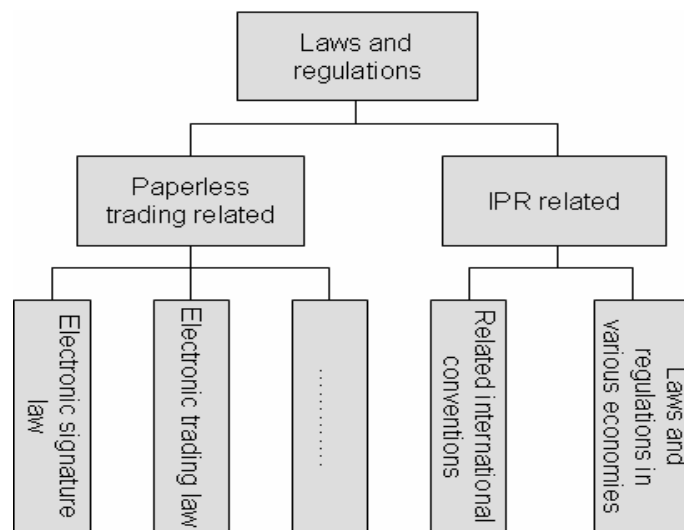 Laws and
regulations
Paperless
trading related
IPR related
Electronic signature
law
Electronic trading law
............
Related international
conventions
Laws and
regulations in
various economies